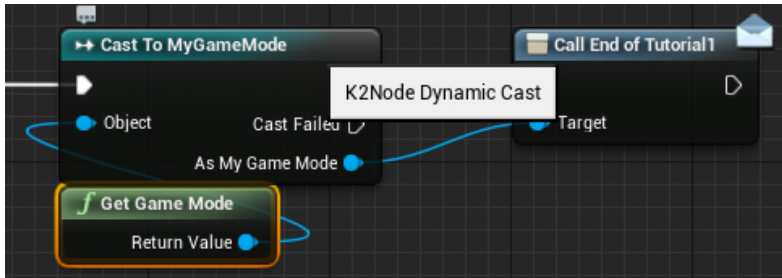 Cast To MyGameMode
Call End of Tutorial1
K2Node Dynamic Cast
Object
Cast Failed
Target
As My Game Mode
f Get Game Mode
Return Value